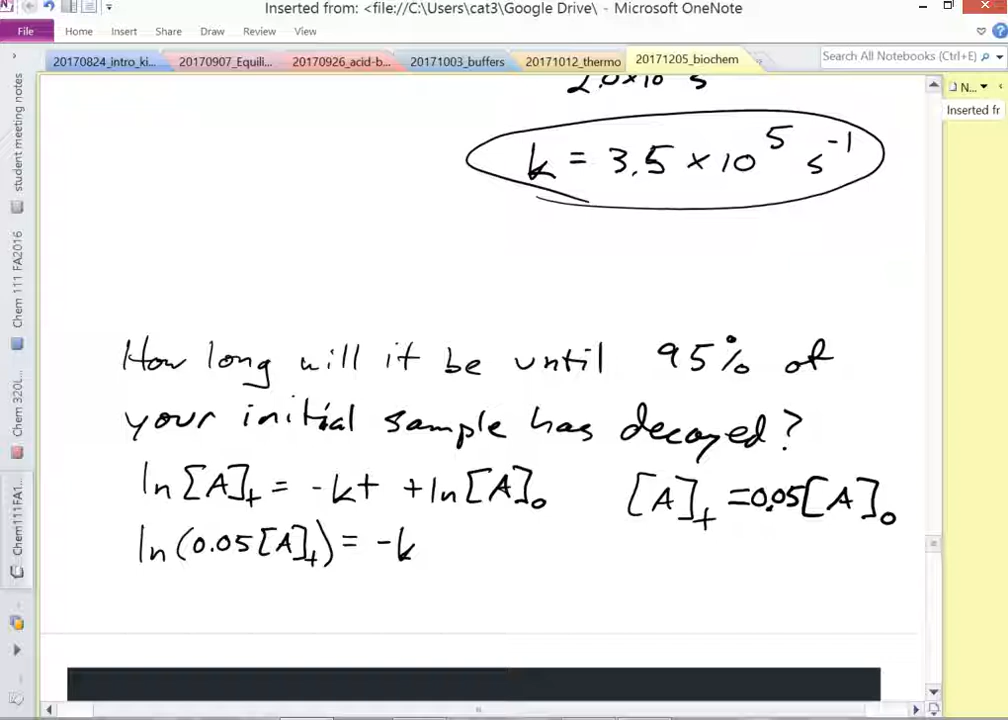 Inserted from: <file://C:\Users\cat3\Google Drive\ - Microsoft OneNote
File Home Insert Share Draw Review View
20170824_intro_ki... 20170907_Equili... 20170926_acid-b... 20171003_buffers 20171012_thermo 20171205_biochem
Search All Notebooks (Ctrl+E)
N...
Inserted fr
student meeting notes
Chem 111 FA2016
Chem 320L
Chem111FA1
2.0×10 s
k = 3.5 × 10⁵ s⁻¹
How long will it be until 95% of
your initial sample has decayed?
ln [A]ₜ = -kt + ln [A]₀ [A]ₜ = 0.05[A]₀
ln (0.05 [A]ₜ) = -k